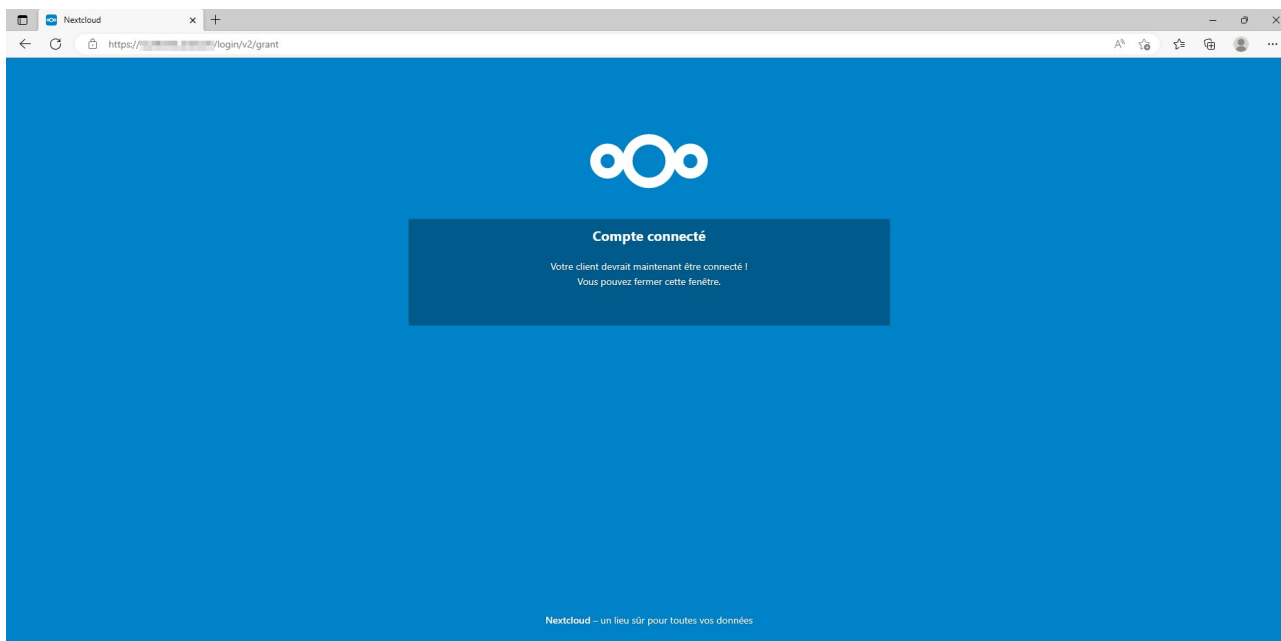 Nextcloud
https:// /login/v2/grant
Compte connecté
Votre client devrait maintenant être connecté !
Vous pouvez fermer cette fenêtre.
Nextcloud – un lieu sûr pour toutes vos données